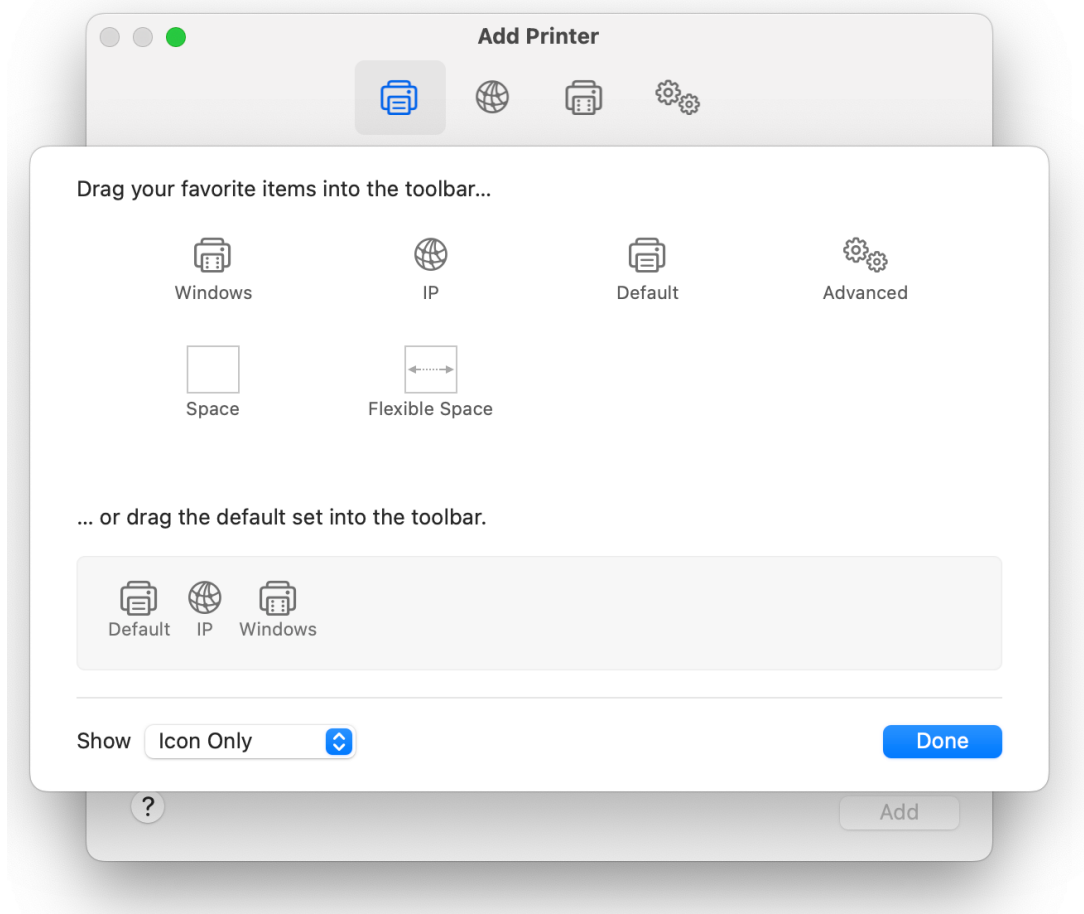 Add Printer
Drag your favorite items into the toolbar...
Windows IP Default Advanced
Space Flexible Space
... or drag the default set into the toolbar.
Default IP Windows
Show Icon Only Done
? Add